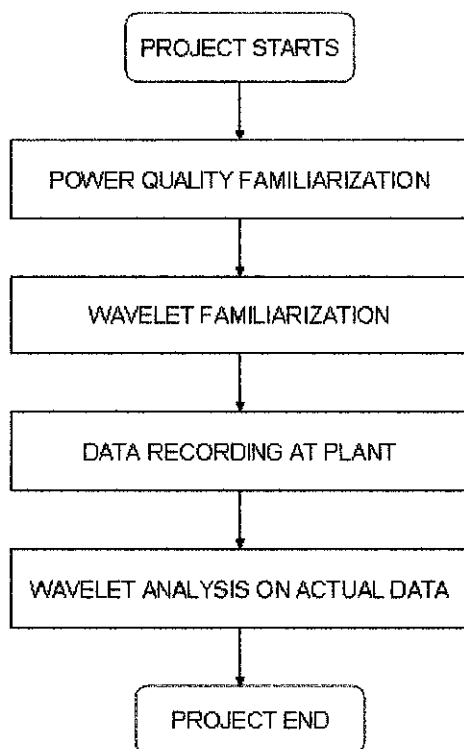 PROJECT STARTS
POWER QUALITY FAMILIARIZATION
WAVELET FAMILIARIZATION
DATA RECORDING AT PLANT
WAVELET ANALYSIS ON ACTUAL DATA
PROJECT END